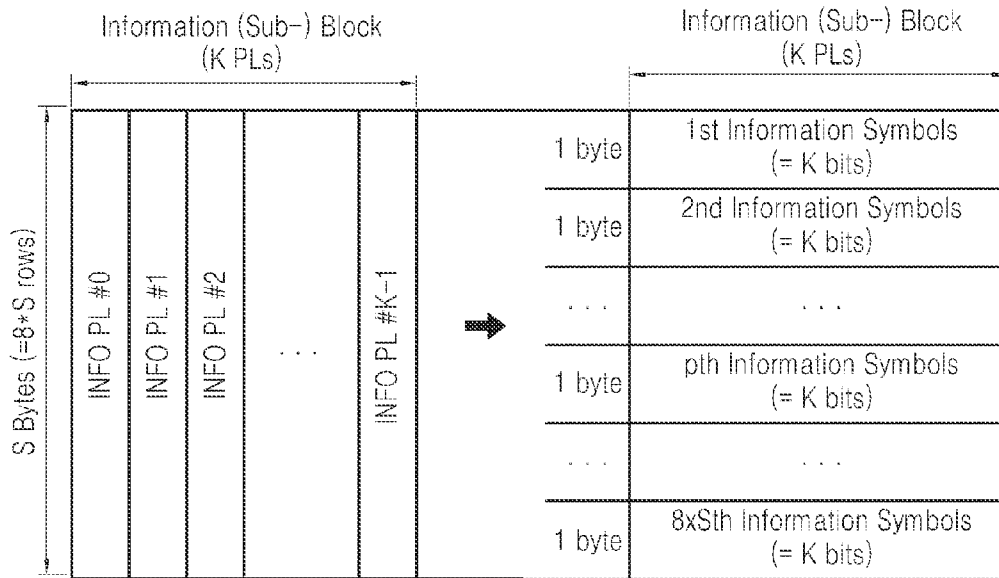 Information (Sub-) Block
(K PLs)
S Bytes (=8*S rows)
INFO PL #0
INFO PL #1
INFO PL #2
. . .
INFO PL #K-1
Information (Sub-) Block
(K PLs)
1 byte
1st Information Symbols
(= K bits)
1 byte
2nd Information Symbols
(= K bits)
. . .
. . .
1 byte
pth Information Symbols
(= K bits)
. . .
. . .
1 byte
8xSth Information Symbols
(= K bits)